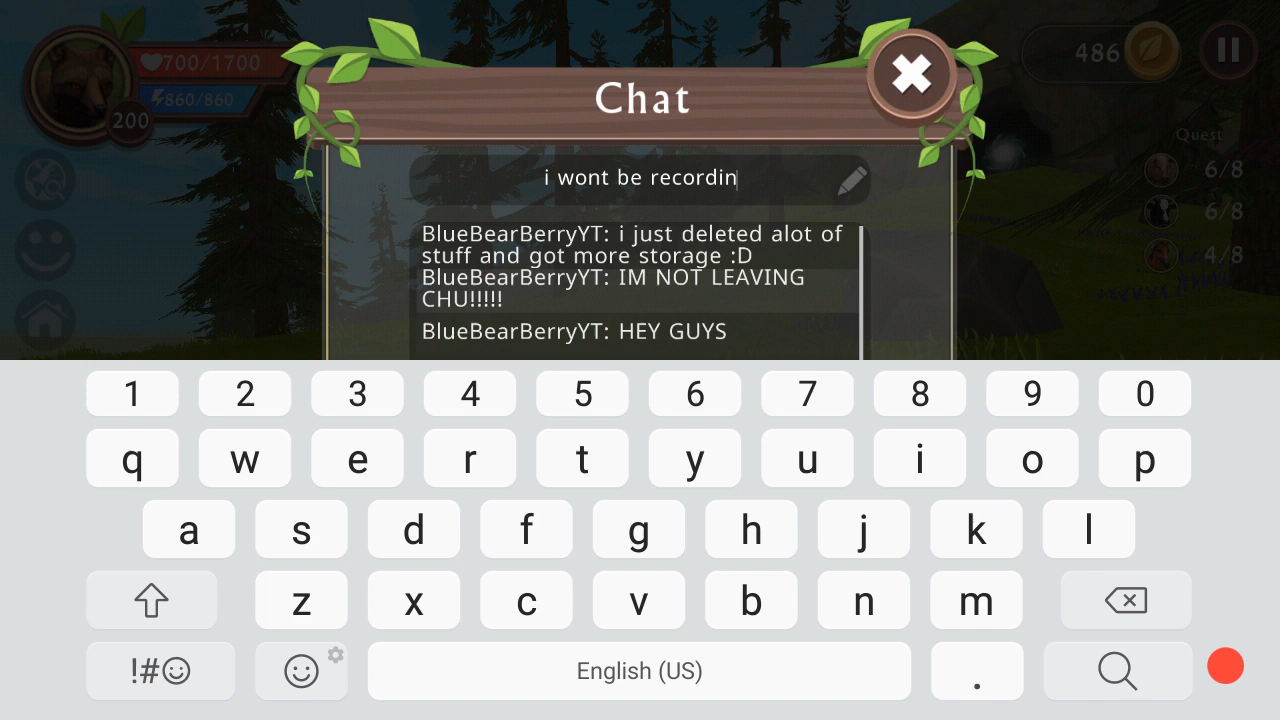 700/1700
860/860
200
486
Chat
Quest
6/8
6/8
4/8
i wont be recordin
BlueBearBerryYT: i just deleted alot of
stuff and got more storage :D
BlueBearBerryYT: IM NOT LEAVING
CHU!!!!!
BlueBearBerryYT: HEY GUYS
1 2 3 4 5 6 7 8 9 0
q w e r t y u i o p
a s d f g h j k l
z x c v b n m
!#☺ English (US) .